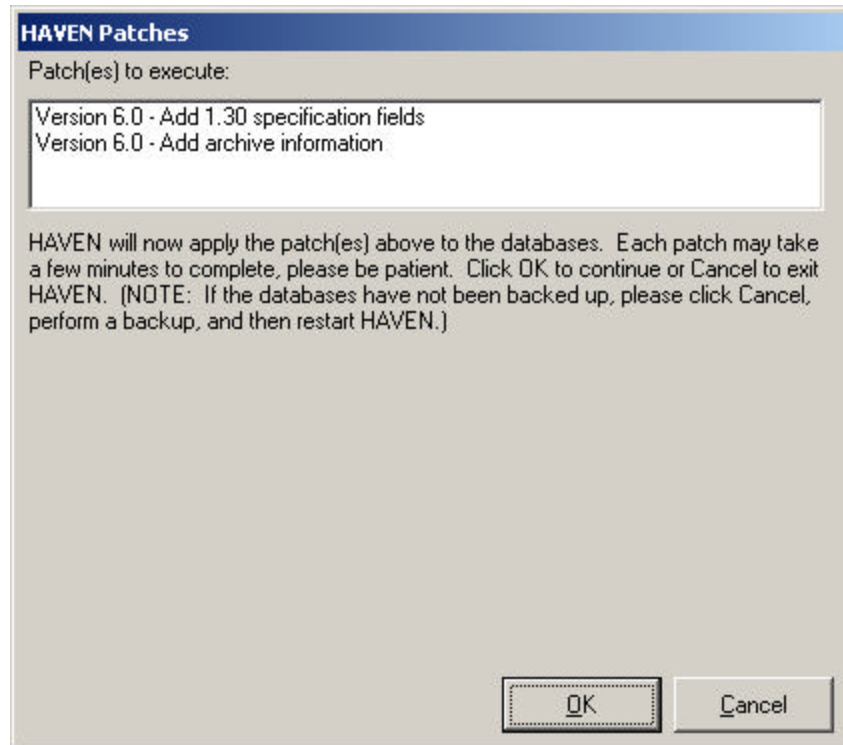 HAVEN Patches
Patch(es) to execute:
Version 6.0 - Add 1.30 specification fields
Version 6.0 - Add archive information
HAVEN will now apply the patch(es) above to the databases.  Each patch may take
a few minutes to complete, please be patient.  Click OK to continue or Cancel to exit
HAVEN.  (NOTE:  If the databases have not been backed up, please click Cancel,
perform a backup, and then restart HAVEN.)
OK
Cancel